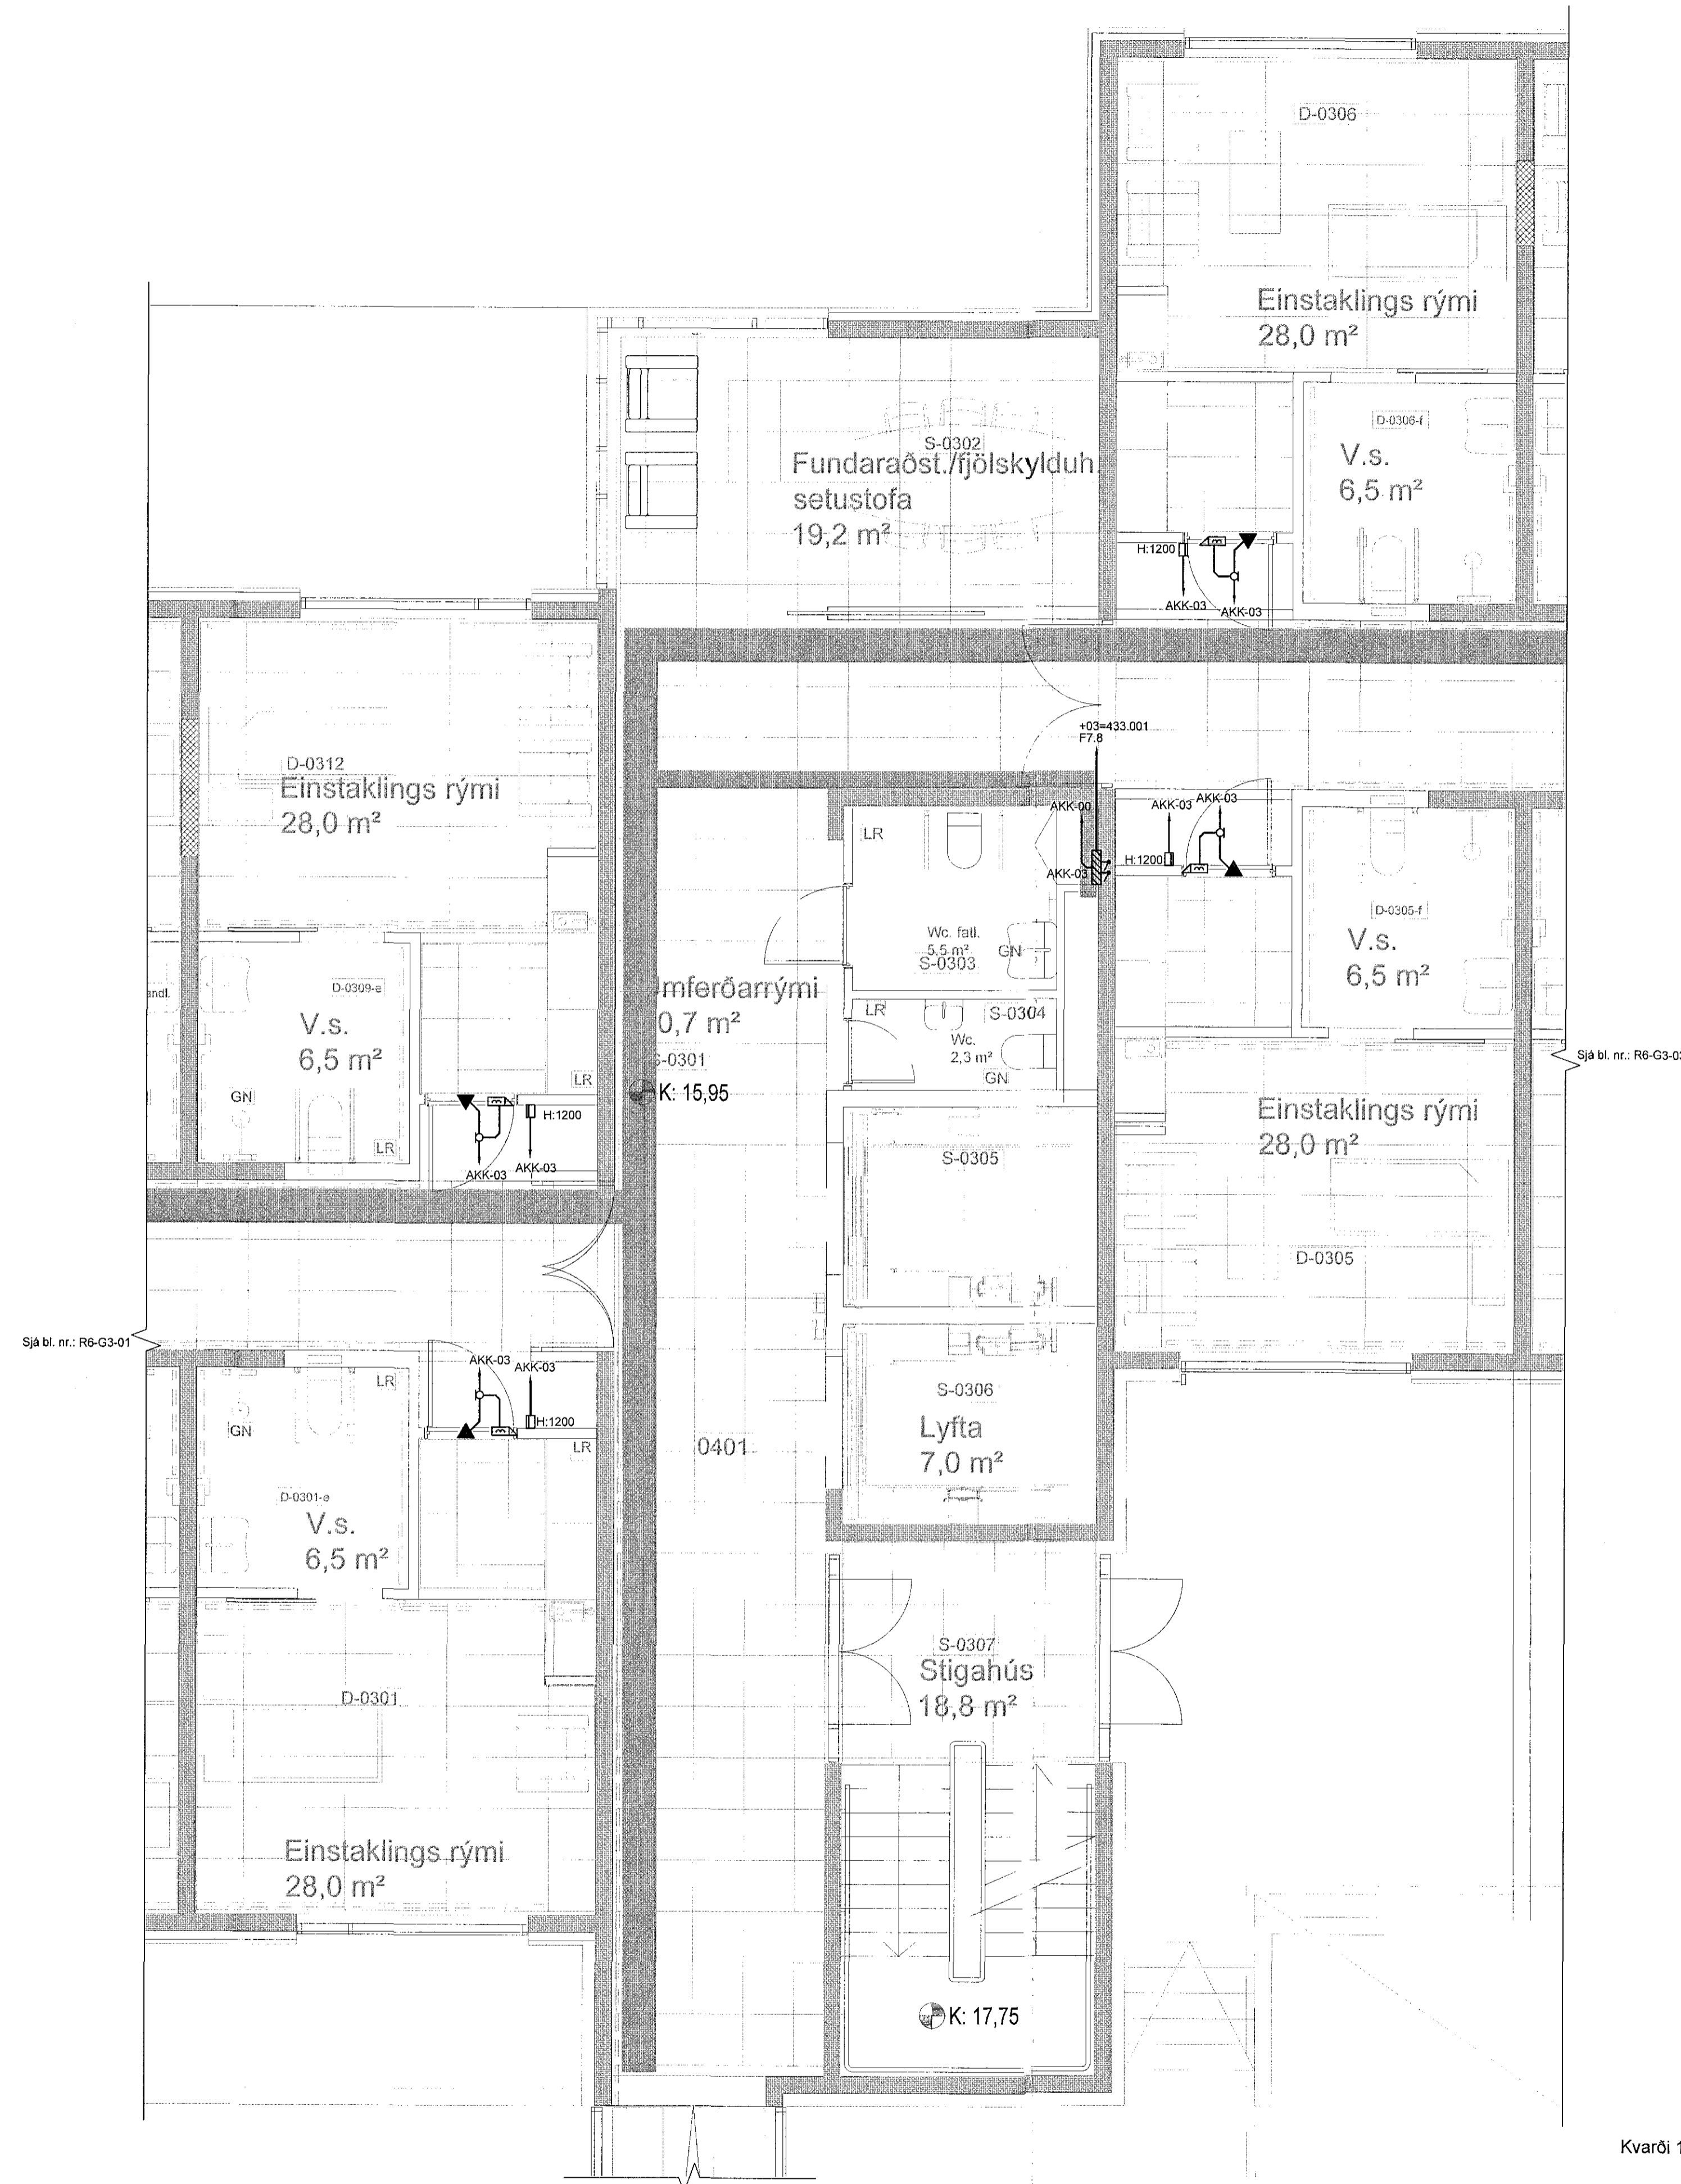 D-0306
Einstaklings rými
28,0 m²
D-0306-f
V.s.
6,5 m²
S-0302
Fundaraðst./fjölskylduh.
setustofa
19,2 m²
H:1200
AKK-03
AKK-03
D-0312
Einstaklings rými
28,0 m²
+03=433.001
F7.8
AKK-00
AKK-03
AKK-03
AKK-03
H:1200
LR
Wc. fatl.
5,5 m²
S-0303
GN
D-0305-f
V.s.
6,5 m²
andl.
D-0309-e
V.s.
6,5 m²
GN
LR
LR
mferðarrými
0,7 m²
S-0301
K: 15,95
LR
S-0304
Wc.
2,3 m²
GN
Sjá bl. nr.: R6-G3-03
H:1200
AKK-03
AKK-03
S-0305
Einstaklings rými
28,0 m²
D-0305
Sjá bl. nr.: R6-G3-01
AKK-03
AKK-03
H:1200
LR
GN
LR
D-0301-e
V.s.
6,5 m²
0401
S-0306
Lyfta
7,0 m²
S-0307
Stigahús
18,8 m²
D-0301
Einstaklings rými
28,0 m²
K: 17,75
Kvarði 1